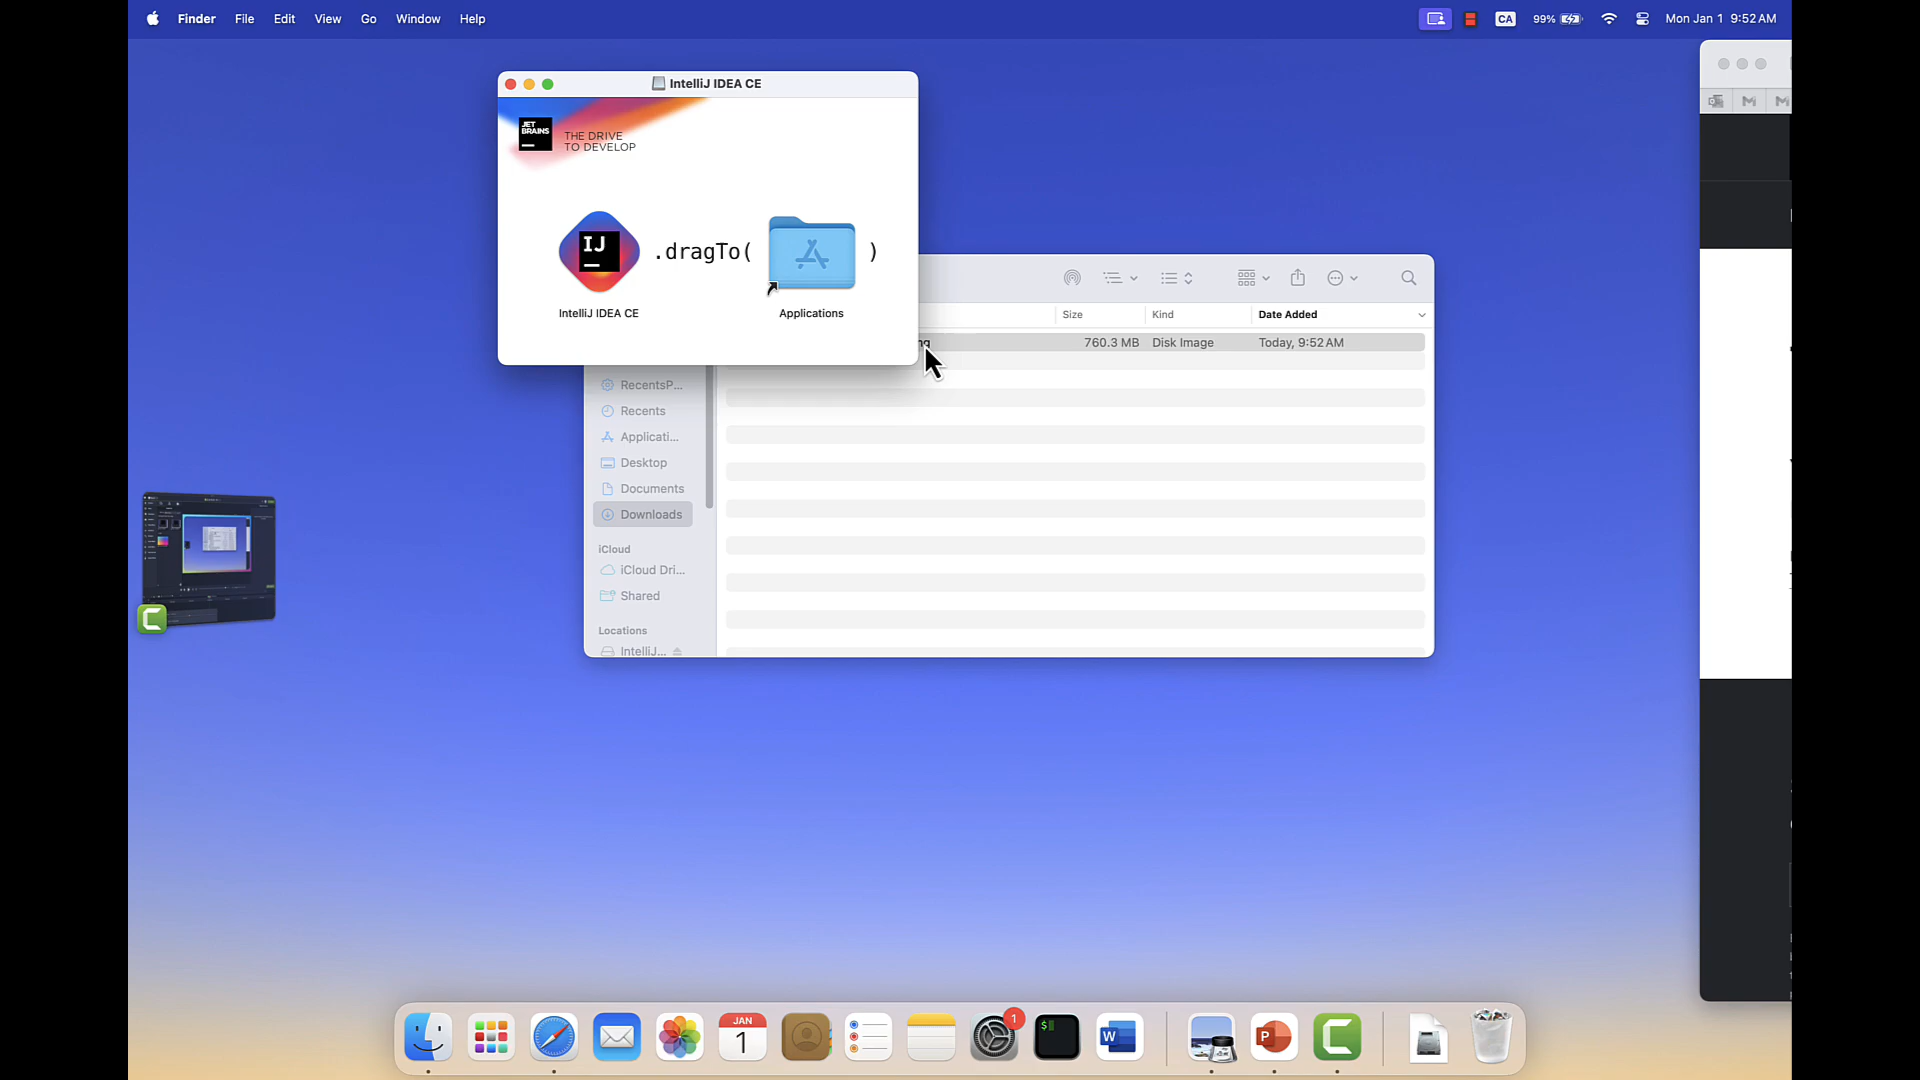 Finder File Edit View Go Window Help CA 99% Mon Jan 1 9:52 AM
IntelliJ IDEA CE
JET
BRAINS
THE DRIVE
TO DEVELOP
IJ
.dragTo( )
IntelliJ IDEA CE Applications
Size Kind Date Added
760.3 MB Disk Image Today, 9:52 AM
RecentsP...
Recents
Applicati...
Desktop
Documents
Downloads
iCloud
iCloud Dri...
Shared
Locations
IntelliJ...
JAN
1
1
$
W
P